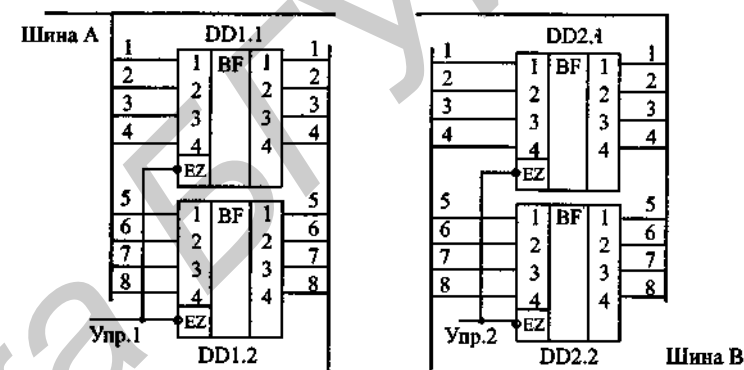 Шина А
DD1.1
DD2.1
1 1 BF 1 1
2 2 2 2
3 3 3 3
4 4 4 4
EZ
5 1 BF 1 5
6 2 2 6
7 3 3 7
8 4 4 8
EZ
Упр.1
DD1.2
1 1 BF 1 1
2 2 2 2
3 3 3 3
4 4 4 4
EZ
5 1 BF 1 5
6 2 2 6
7 3 3 7
8 4 4 8
EZ
Упр.2
DD2.2
Шина В